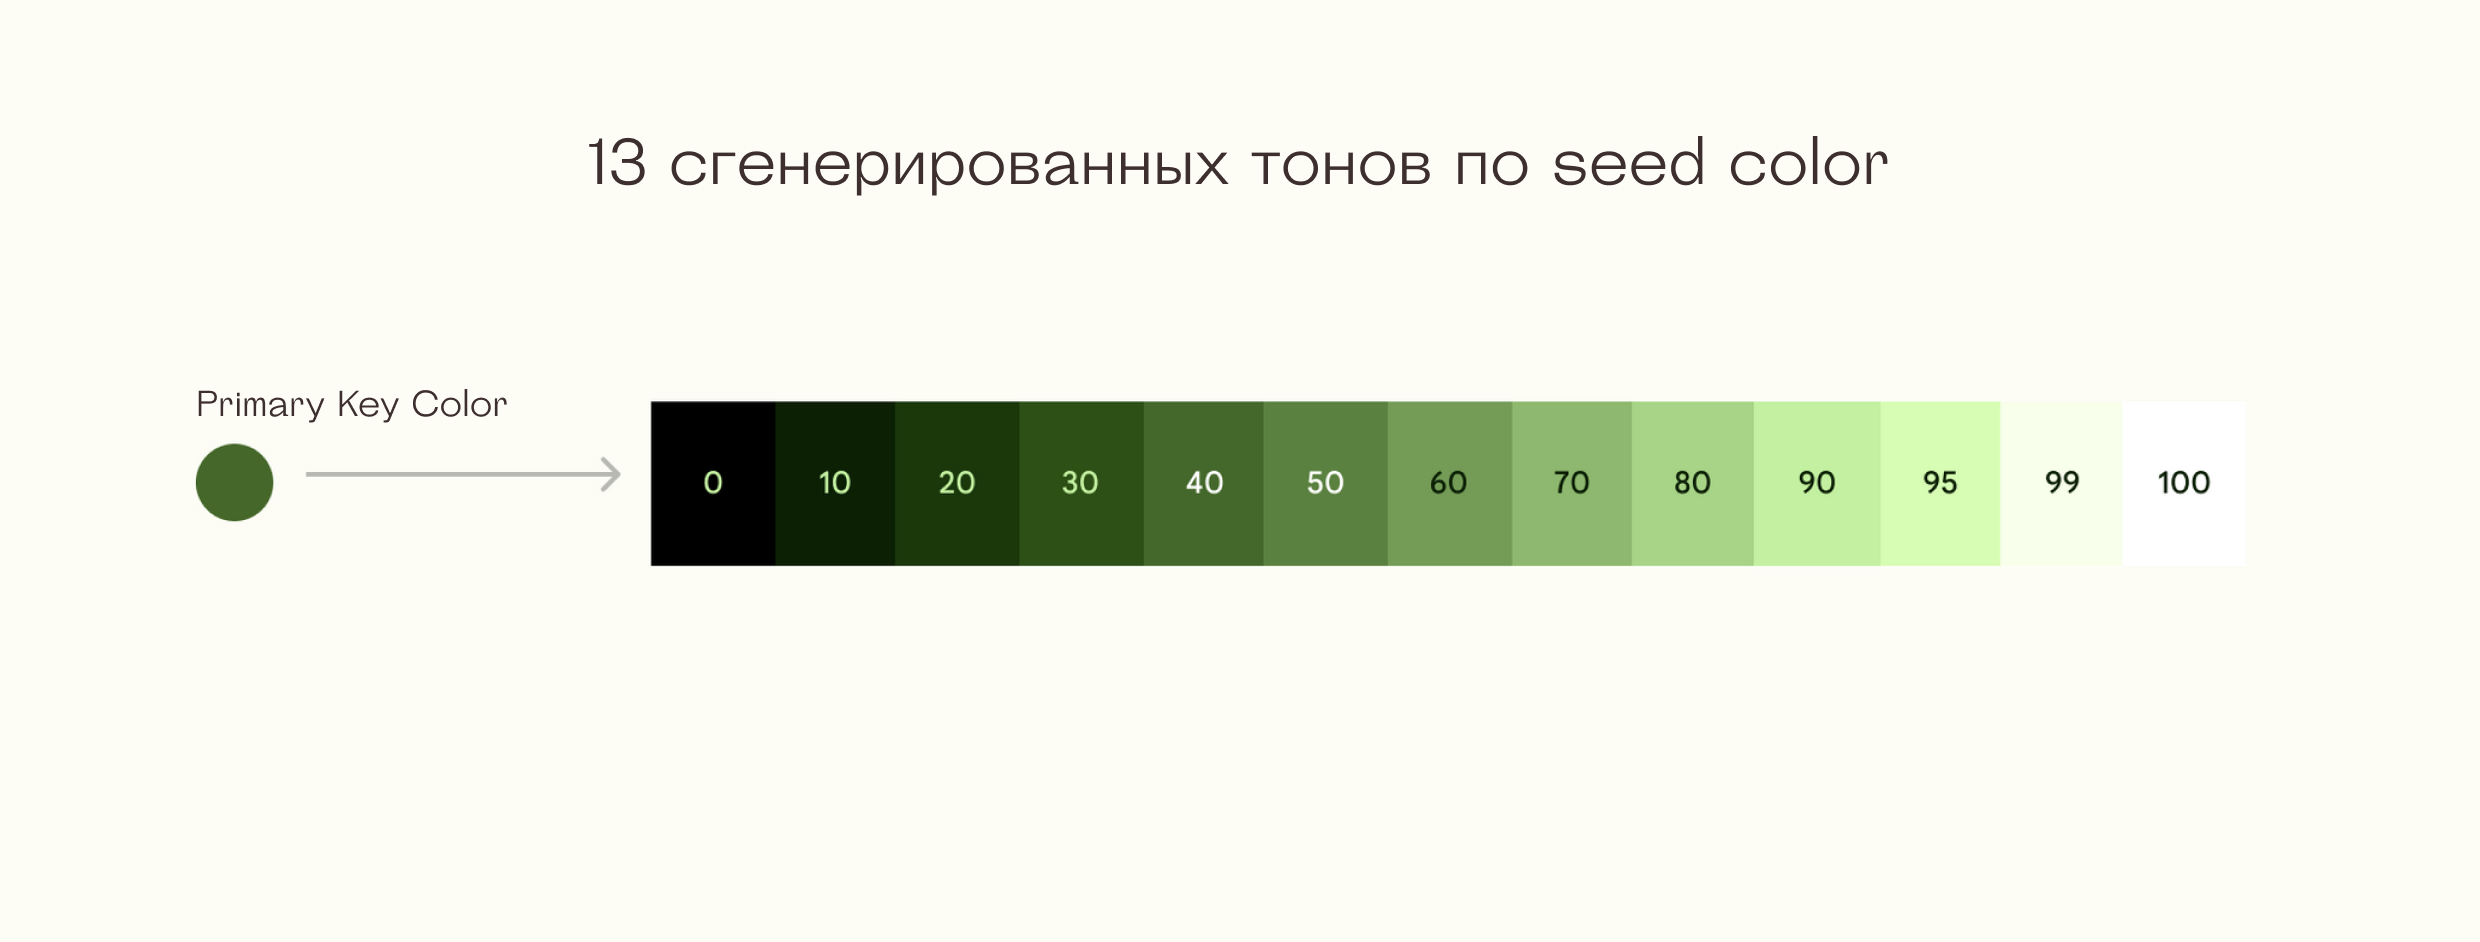 13 сгенерированных тонов по seed color
Primary Key Color
0 10 20 30 40 50 60 70 80 90 95 99 100